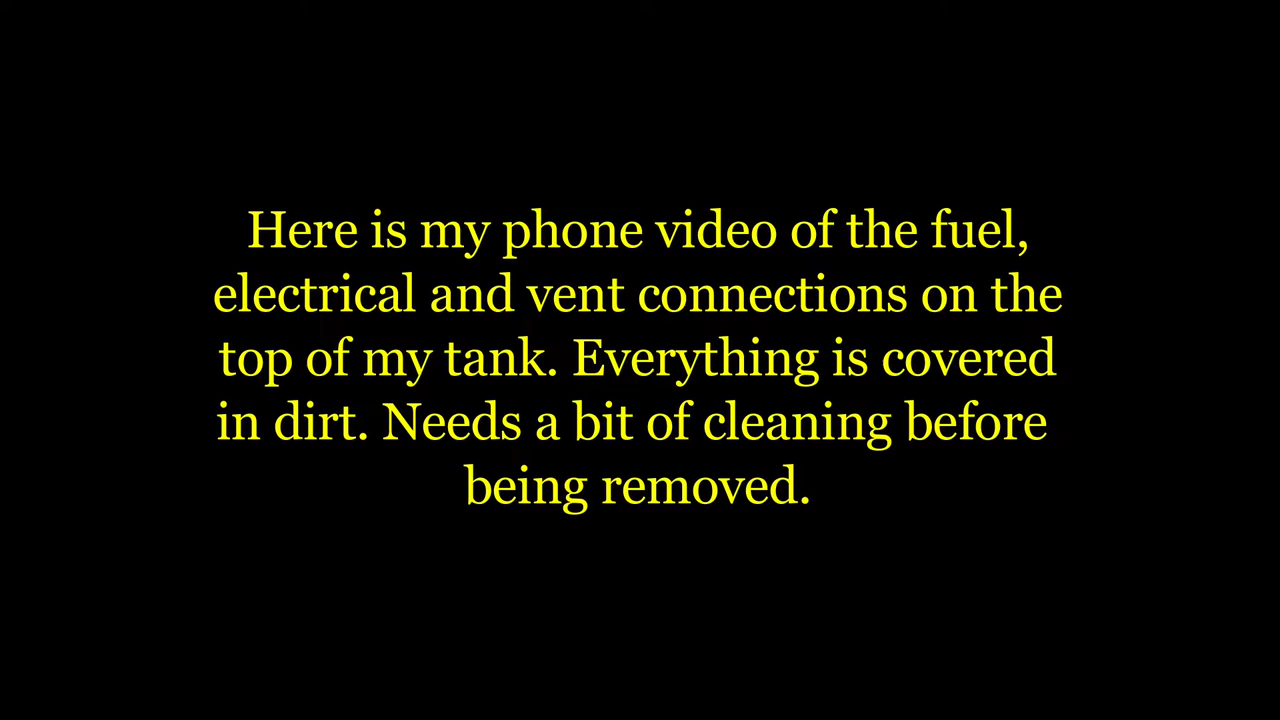 Here is my phone video of the fuel,
electrical and vent connections on the
top of my tank. Everything is covered
in dirt. Needs a bit of cleaning before
being removed.